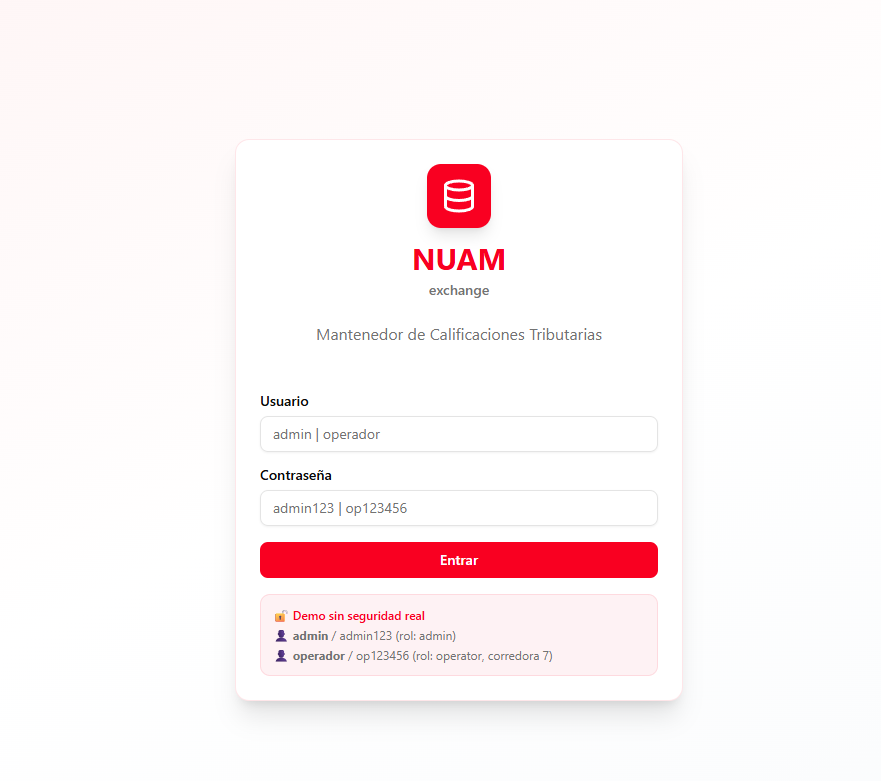 NUAM
exchange
Mantenedor de Calificaciones Tributarias
Usuario
admin | operador
Contraseña
admin123 | op123456
Entrar
🔓 Demo sin seguridad real
👤 admin / admin123 (rol: admin)
👤 operador / op123456 (rol: operator, corredora 7)